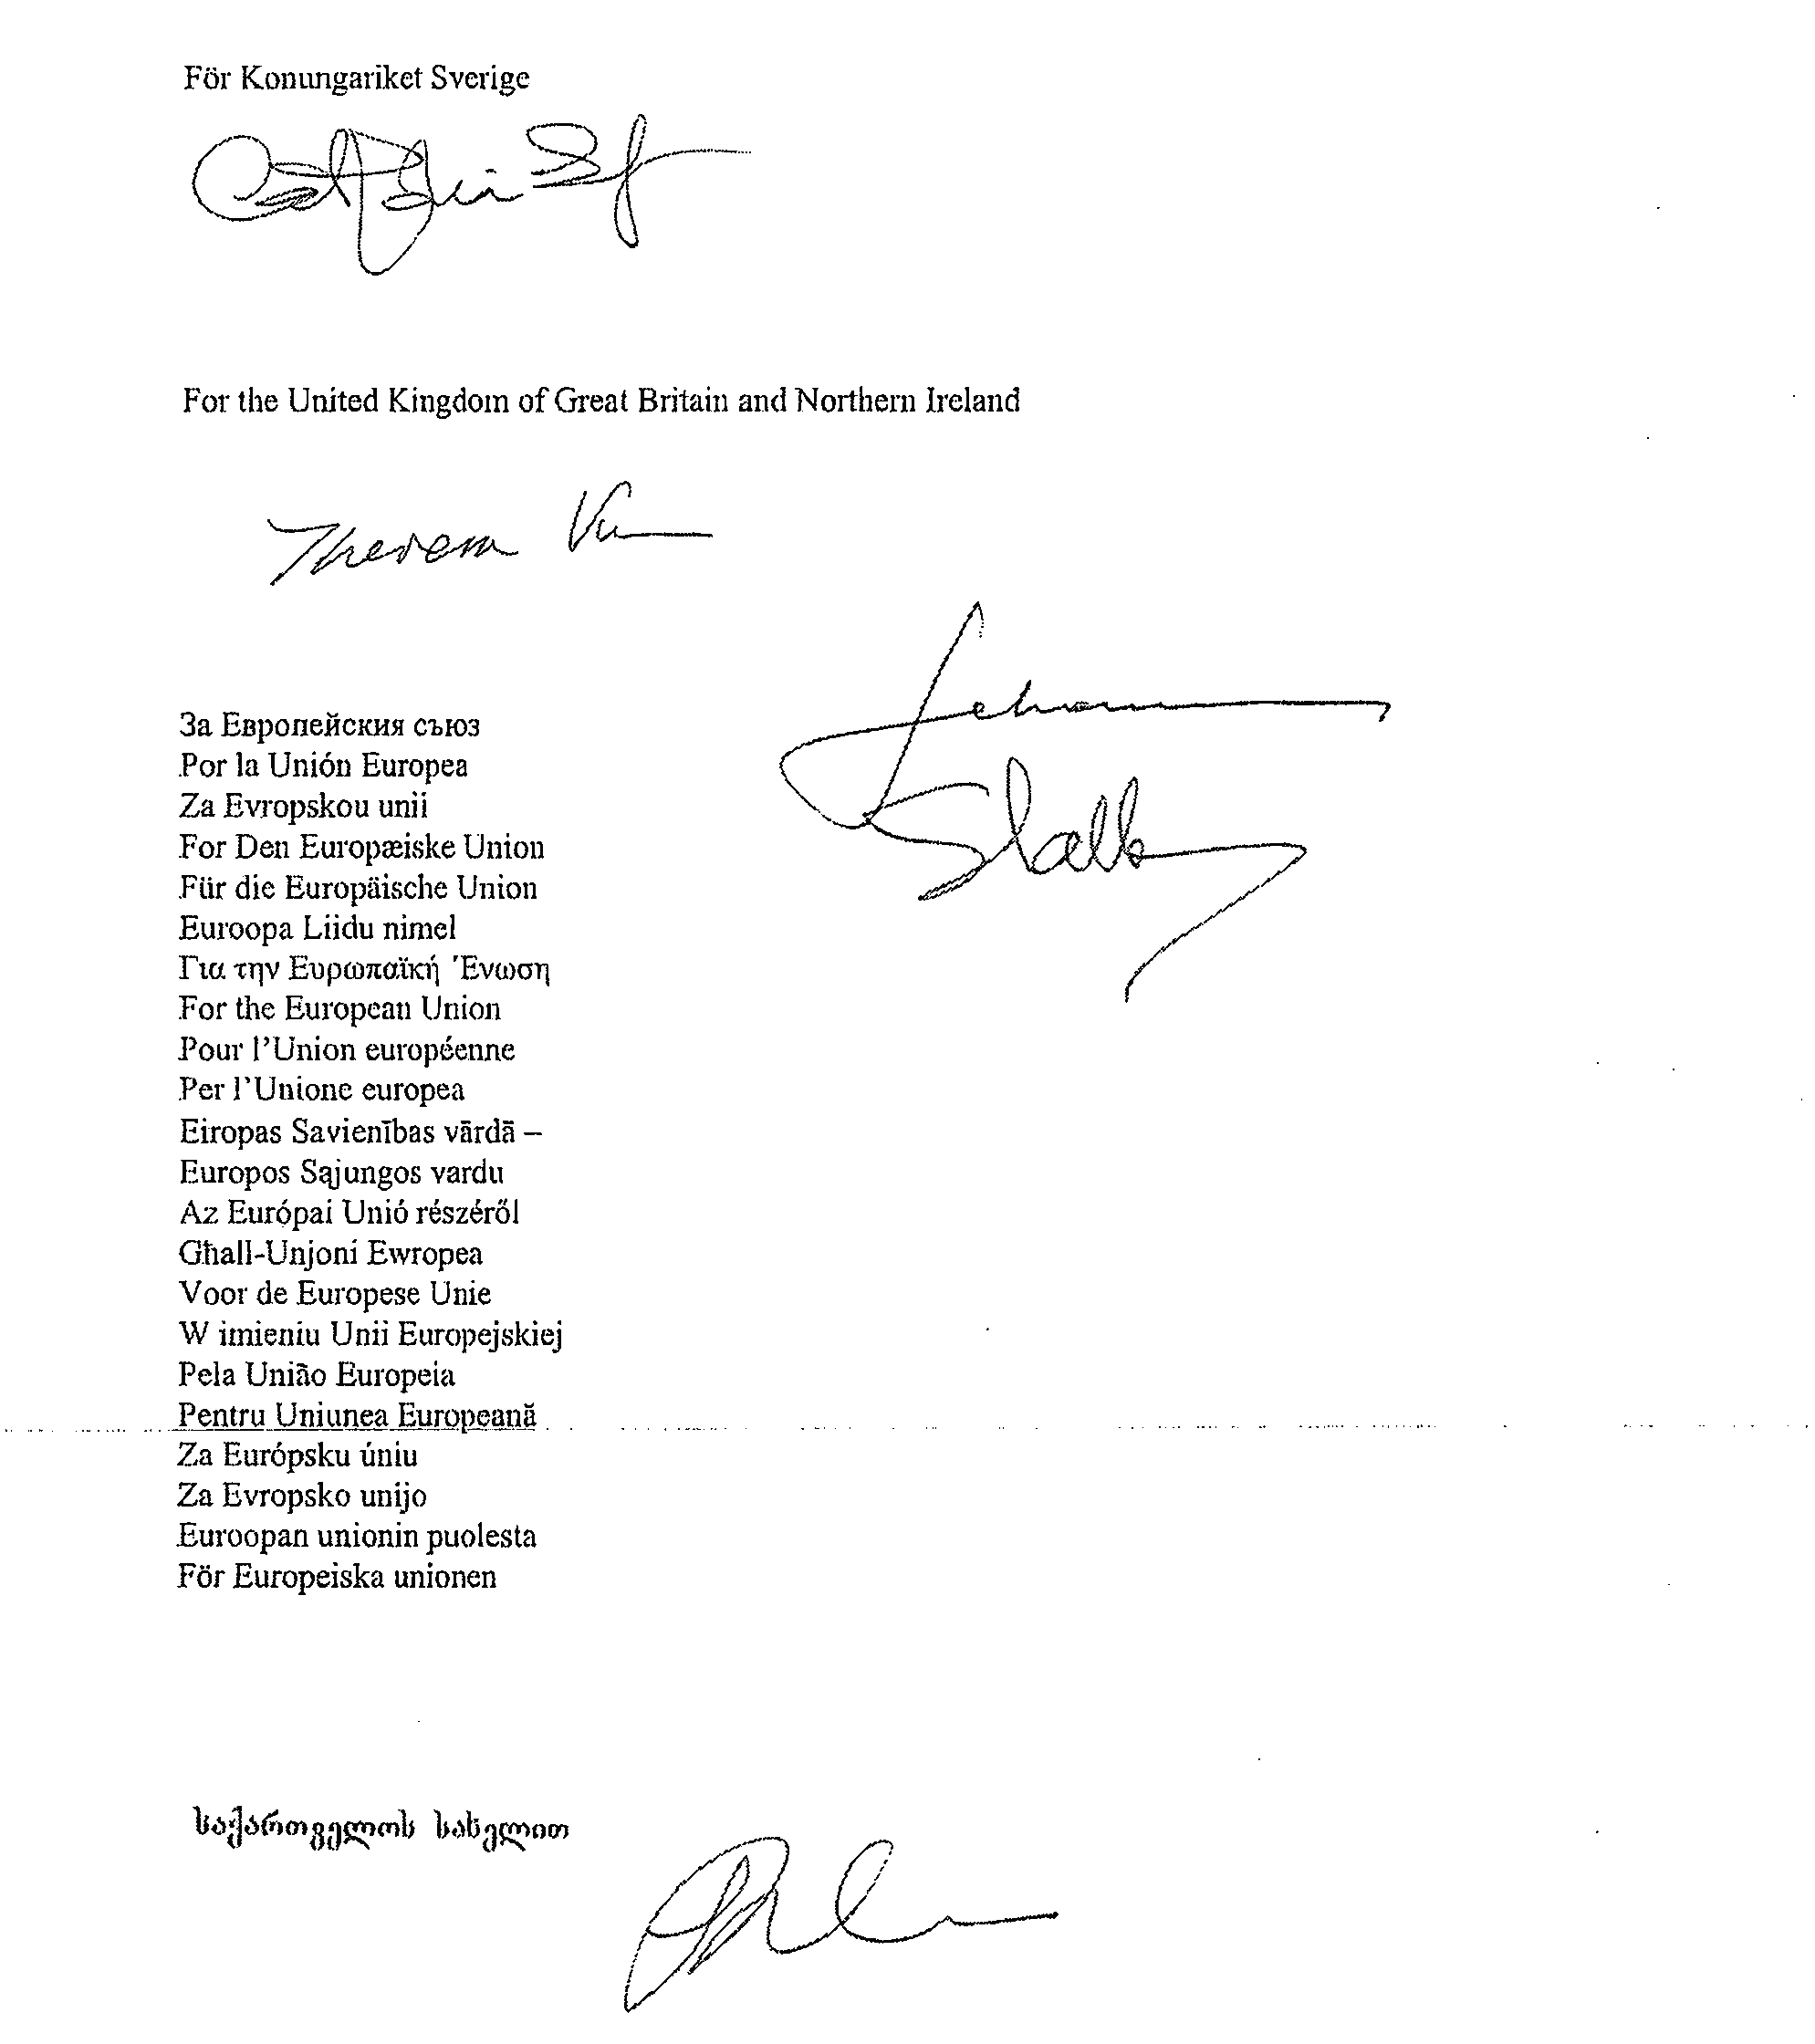 För Konungariket Sverige
For the United Kingdom of Great Britain and Northern Ireland
Theresa
За Европейския съюз
Por la Unión Europea
Za Evropskou unii
For Den Europæiske Union
Für die Europäische Union
Euroopa Liidu nimel
Για την Ευρωπαϊκή Ένωση
For the European Union
Pour l'Union européenne
Per l'Unione europea
Eiropas Savienības vārdā –
Europos Sąjungos vardu
Az Európai Unió részéről
Għall-Unjoni Ewropea
Voor de Europese Unie
W imieniu Unii Europejskiej
Pela União Europeia
Pentru Uniunea Europeană
Za Európsku úniu
Za Evropsko unijo
Euroopan unionin puolesta
För Europeiska unionen
საქართველოს სახელით